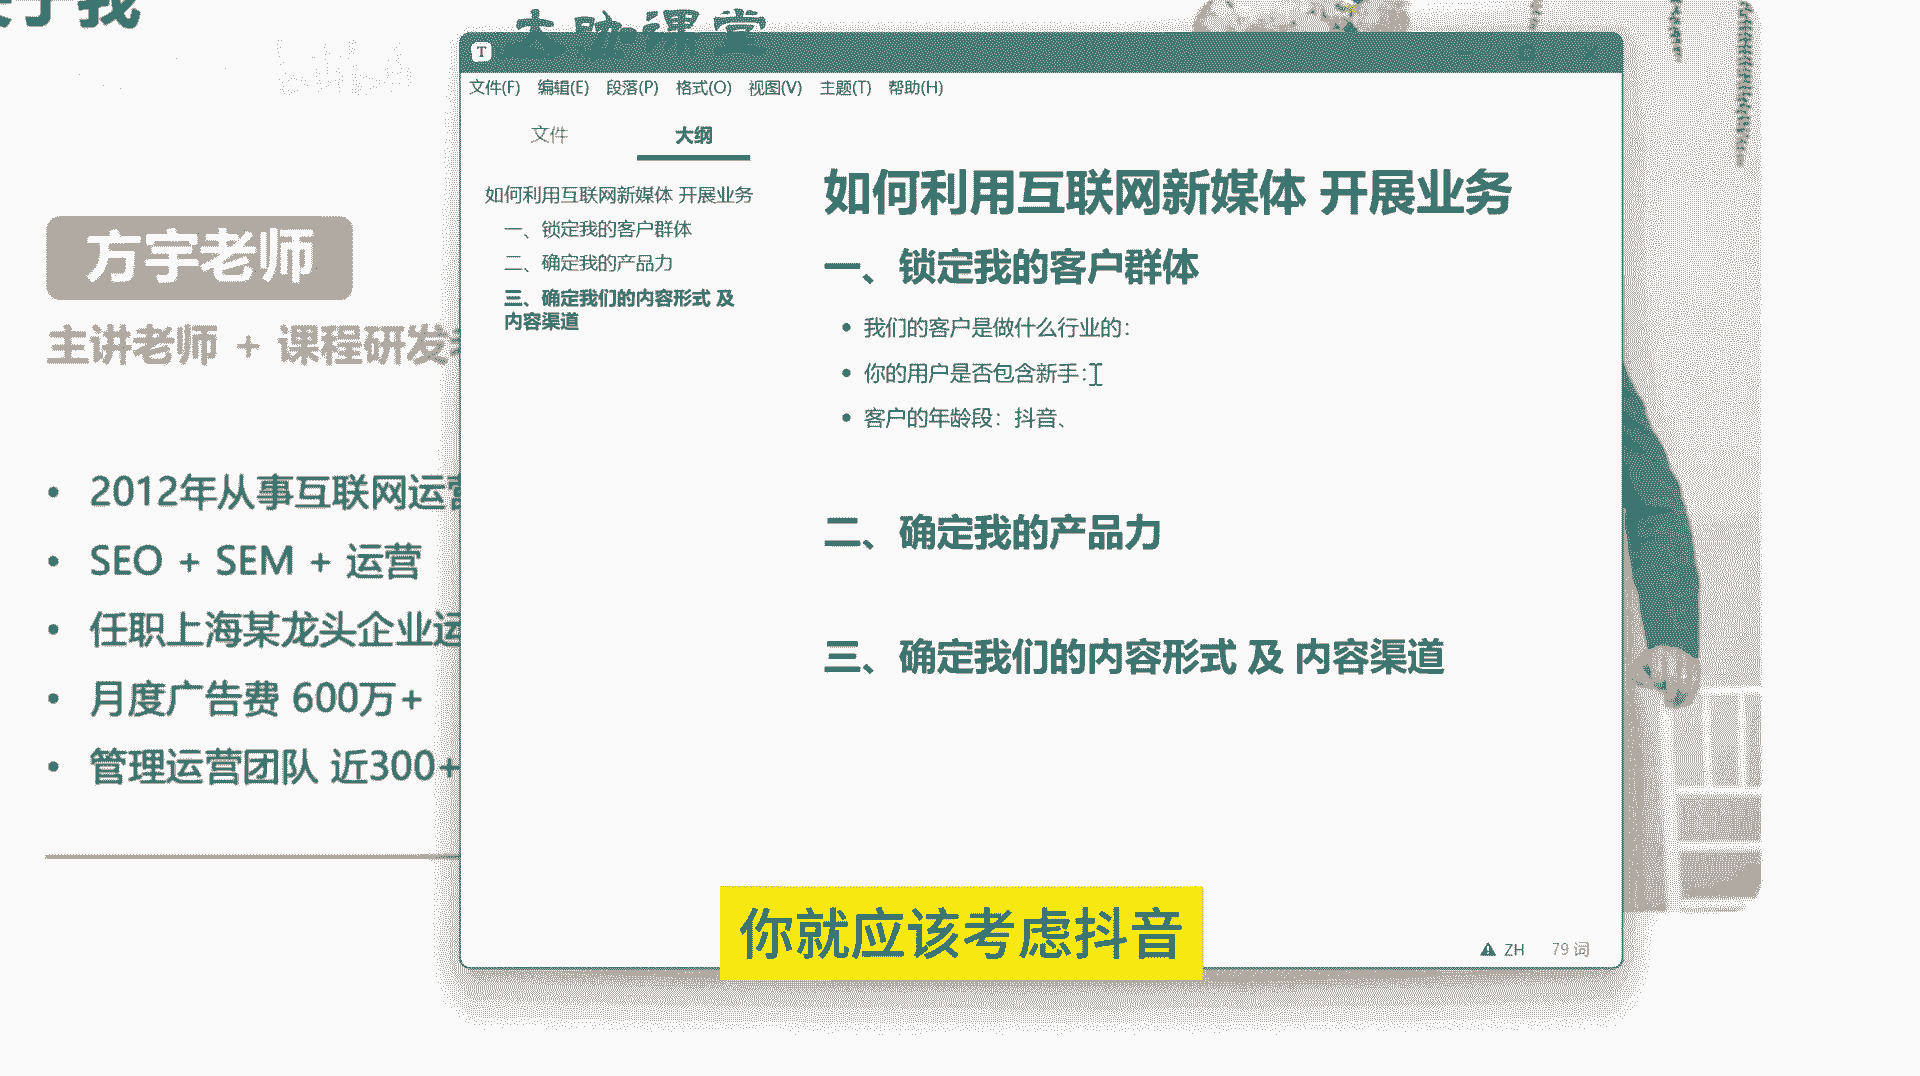 大勋课堂
T
文件(F) 编辑(E) 段落(P) 格式(O) 视图(V) 主题(T) 帮助(H)
文件 大纲
如何利用互联网新媒体 开展业务
一、锁定我的客户群体
二、确定我的产品力
三、确定我们的内容形式 及
内容渠道
如何利用互联网新媒体 开展业务
一、锁定我的客户群体
我们的客户是做什么行业的：
你的用户是否包含新手：
客户的年龄段：抖音、
二、确定我的产品力
三、确定我们的内容形式 及 内容渠道
ZH 79 词
方宇老师
主讲老师 + 课程研发
2012年从事互联网运营
SEO + SEM + 运营
任职上海某龙头企业运
月度广告费 600万+
管理运营团队 近300+
你就应该考虑抖音